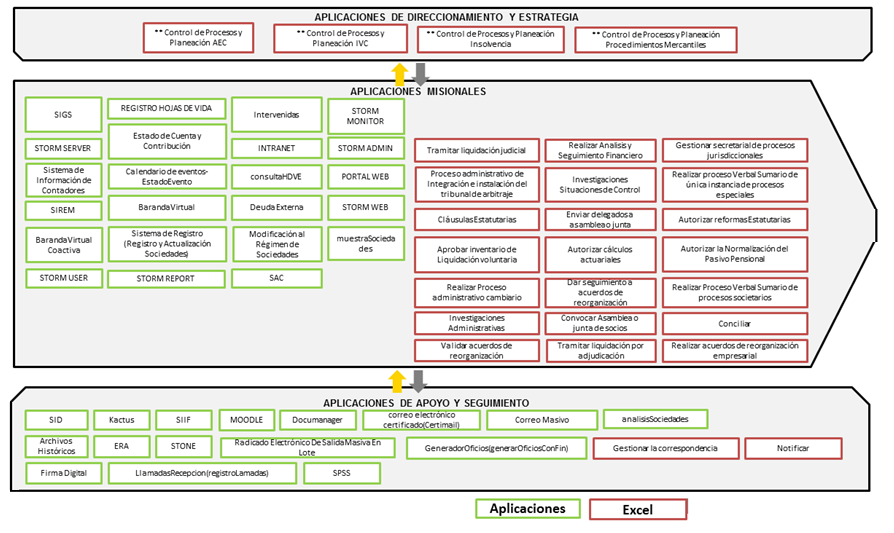 APLICACIONES DE DIRECCIONAMIENTO Y ESTRATEGIA
** Control de Procesos y
Planeación AEC
** Control de Procesos y
Planeación IVC
** Control de Procesos y Planeación
Insolvencia
** Control de Procesos y Planeación
Procedimientos Mercantiles
APLICACIONES MISIONALES
SIGS
REGISTRO HOJAS DE VIDA
Intervenidas
STORM
MONITOR
STORM SERVER
Estado de Cuenta y
Contribución
INTRANET
STORM ADMIN
Sistema de
Información de
Contadores
Calendario de eventos-
EstadoEvento
consultaHDVE
PORTAL WEB
SIREM
Baranda Virtual
Deuda Externa
STORM WEB
Baranda Virtual
Coactiva
Sistema de Registro
(Registro y Actualización
Sociedades)
Modificación al
Régimen de
Sociedades
muestraSocieda
des
STORM USER
STORM REPORT
SAC
Tramitar liquidación judicial
Realizar Analisis y
Seguimiento Financiero
Gestionar secretarial de procesos
jurisdiccionales
Proceso administrativo de
Integración e instalación del
tribunal de arbitraje
Investigaciones
Situaciones de Control
Realizar proceso Verbal Sumario de
única instancia de procesos
especiales
Cláusulas Estatutarias
Enviar delegados a
asamblea o junta
Autorizar reformas Estatutarias
Aprobar inventario de
Liquidación voluntaria
Autorizar cálculos
actuariales
Autorizar la Normalización del
Pasivo Pensional
Realizar Proceso
administrativo cambiario
Dar seguimiento a
acuerdos de
reorganización
Realizar Proceso Verbal Sumario de
procesos societarios
Investigaciones
Administrativas
Convocar Asamblea o
junta de socios
Conciliar
Validar acuerdos de
reorganización
Tramitar liquidación por
adjudicación
Realizar acuerdos de reorganización
empresarial
APLICACIONES DE APOYO Y SEGUIMIENTO
SID
Kactus
SIIF
MOODLE
Documanager
correo electrónico
certificado(Certimail)
Correo Masivo
analisisSociedades
Archivos
Históricos
ERA
STONE
Radicado Electrónico De Salida Masiva En
Lote
GeneradorOficios(generarOficiosConFin)
Gestionar la correspondencia
Notificar
Firma Digital
LlamadasRecepcion(registroLamadas)
SPSS
Aplicaciones
Excel